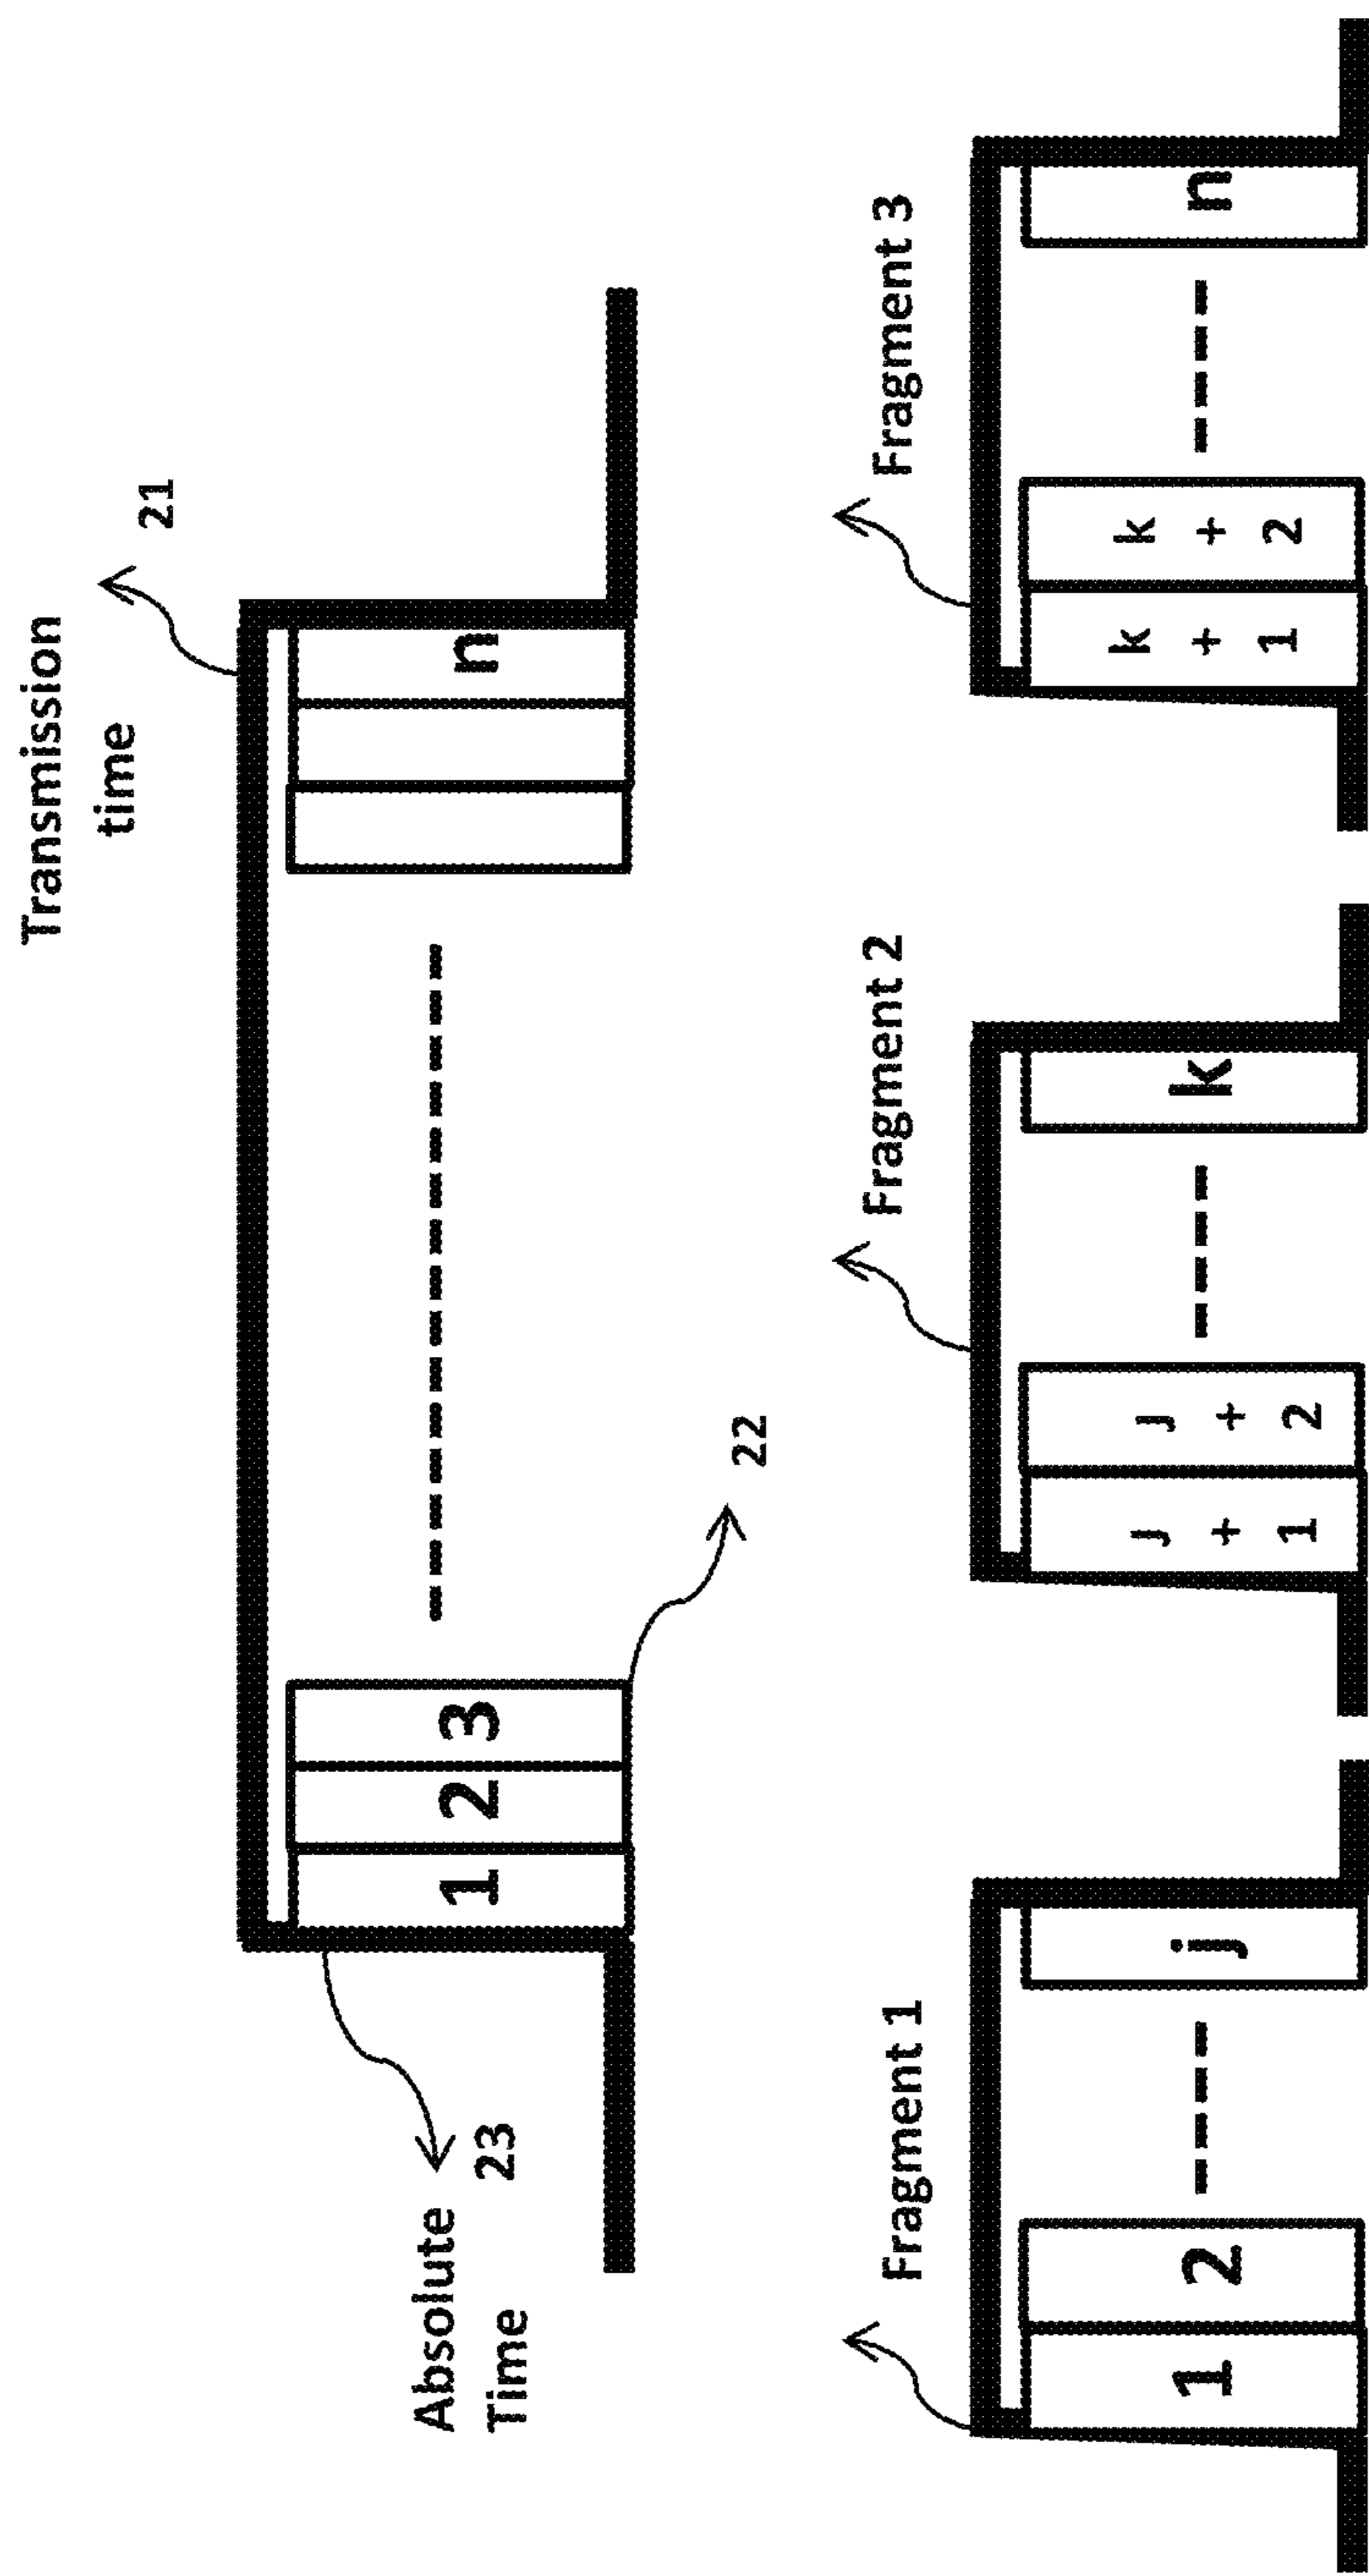 Transmission
time
21
1 2 3 n
22
Absolute
Time
23
Fragment 1
Fragment 2
Fragment 3
1 2 j
j + 1
j + 2
k
k + 1
k + 2
n